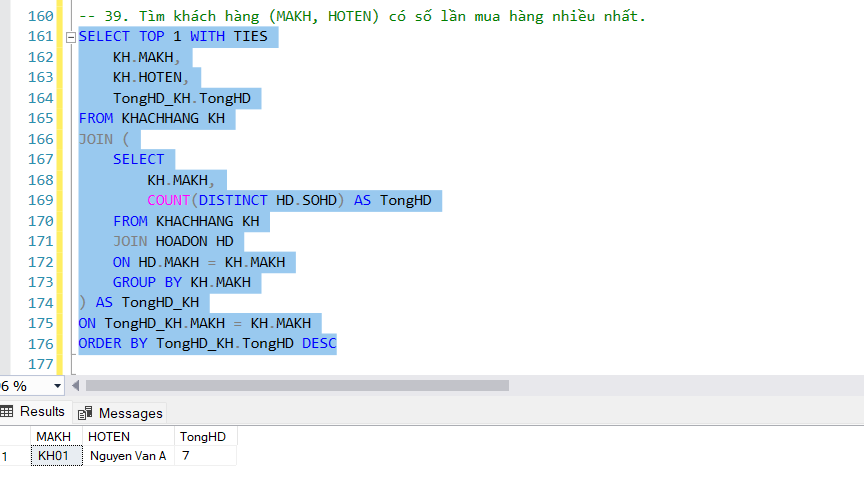 160 -- 39. Tìm khách hàng (MAKH, HOTEN) có số lần mua hàng nhiều nhất.
161 SELECT TOP 1 WITH TIES
162 KH.MAKH,
163 KH.HOTEN,
164 TongHD_KH.TongHD
165 FROM KHACHHANG KH
166 JOIN (
167 SELECT
168 KH.MAKH,
169 COUNT(DISTINCT HD.SOHD) AS TongHD
170 FROM KHACHHANG KH
171 JOIN HOADON HD
172 ON HD.MAKH = KH.MAKH
173 GROUP BY KH.MAKH
174 ) AS TongHD_KH
175 ON TongHD_KH.MAKH = KH.MAKH
176 ORDER BY TongHD_KH.TongHD DESC
177
6 %
Results Messages
MAKH HOTEN TongHD
1 KH01 Nguyen Van A 7